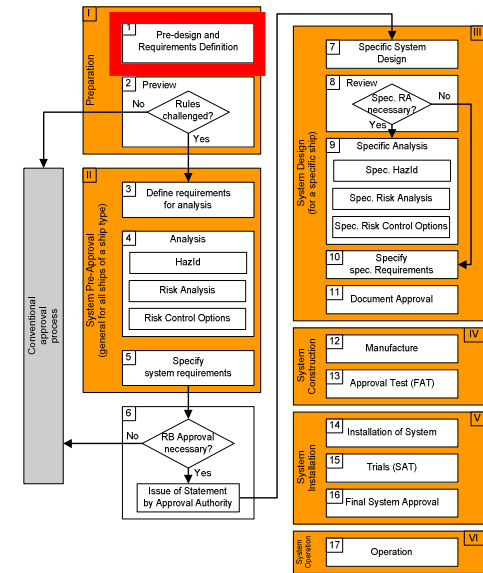 I
1
Pre-design and
Requirements Definition
Preparation
2
Preview
No
Rules
challenged?
Yes
II
3
Define requirements
for analysis
System Pre-Approval
(general for all ships of a ship type)
4
Analysis
HazId
Risk Analysis
Risk Control Options
5
Specify
system requirements
Conventional
approval
process
6
No
RB Approval
necessary?
Yes
Issue of Statement
by Approval Authority
III
7
Specific System
Design
8
Review
Spec. RA
necessary?
No
Yes
System Design
(for a specific ship)
9
Specific Analysis
Spec. HazId
Spec. Risk Analysis
Spec. Risk Control Options
10
Specify
spec. Requirements
11
Document Approval
IV
System
Construction
12
Manufacture
13
Approval Test (FAT)
V
System
Installation
14
Installation of System
15
Trials (SAT)
16
Final System Approval
VI
System
Operation
17
Operation